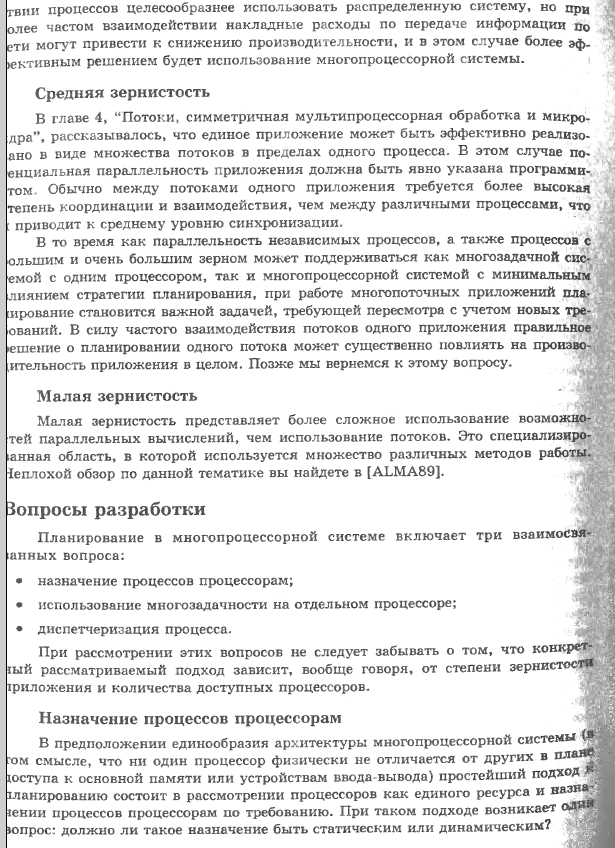 твии процессов целесообразнее использовать распределенную систему, но при
олее частом взаимодействии накладные расходы по передаче информации по
ети могут привести к снижению производительности, и в этом случае более эф-
ективным решением будет использование многопроцессорной системы.
Средняя зернистость
В главе 4, “Потоки, симметричная мультипроцессорная обработка и микро-
дра”, рассказывалось, что единое приложение может быть эффективно реализо-
ано в виде множества потоков в пределах одного процесса. В этом случае по-
енциальная параллельность приложения должна быть явно указана программи-
том. Обычно между потоками одного приложения требуется более высокая
тепень координации и взаимодействия, чем между различными процессами, что
и приводит к среднему уровню синхронизации.
В то время как параллельность независимых процессов, а также процессов с
ольшим и очень большим зерном может поддерживаться как многозадачной сис-
емой с одним процессором, так и многопроцессорной системой с минимальным
лиянием стратегии планирования, при работе многопоточных приложений пла-
нирование становится важной задачей, требующей пересмотра с учетом новых тре-
ований. В силу частого взаимодействия потоков одного приложения правильное
решение о планировании одного потока может существенно повлиять на произво-
дительность приложения в целом. Позже мы вернемся к этому вопросу.
Малая зернистость
Малая зернистость представляет более сложное использование возможно-
тей параллельных вычислений, чем использование потоков. Это специализиро-
ванная область, в которой используется множество различных методов работы.
Неплохой обзор по данной тематике вы найдете в [ALMA89].
Вопросы разработки
Планирование в многопроцессорной системе включает три взаимосвя-
занных вопроса:
• назначение процессов процессорам;
• использование многозадачности на отдельном процессоре;
• диспетчеризация процесса.
При рассмотрении этих вопросов не следует забывать о том, что конкрет-
ный рассматриваемый подход зависит, вообще говоря, от степени зернистости
приложения и количества доступных процессоров.
Назначение процессов процессорам
В предположении единообразия архитектуры многопроцессорной системы (в
том смысле, что ни один процессор физически не отличается от других в плане
доступа к основной памяти или устройствам ввода-вывода) простейший подход к
планированию состоит в рассмотрении процессоров как единого ресурса и назна-
чении процессов процессорам по требованию. При таком подходе возникает один
вопрос: должно ли такое назначение быть статическим или динамическим?